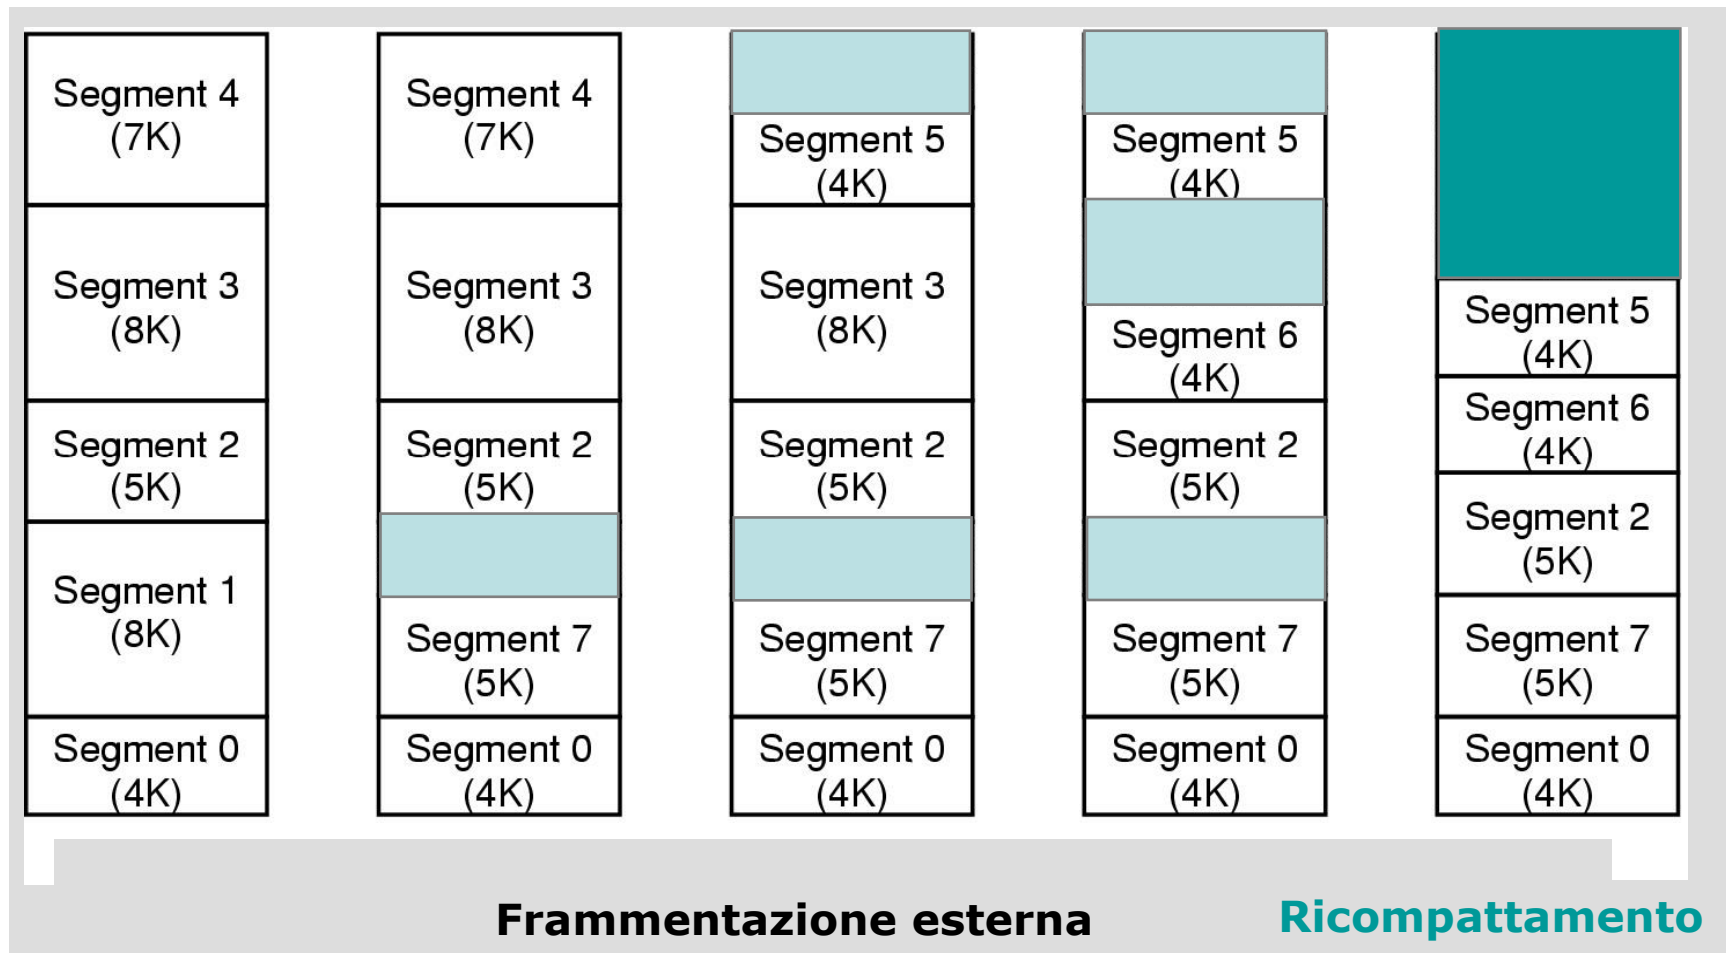 Segment 4
(7K)
Segment 3
(8K)
Segment 2
(5K)
Segment 1
(8K)
Segment 0
(4K)
Segment 4
(7K)
Segment 3
(8K)
Segment 2
(5K)
Segment 7
(5K)
Segment 0
(4K)
Segment 5
(4K)
Segment 3
(8K)
Segment 2
(5K)
Segment 7
(5K)
Segment 0
(4K)
Segment 5
(4K)
Segment 6
(4K)
Segment 2
(5K)
Segment 7
(5K)
Segment 0
(4K)
Segment 5
(4K)
Segment 6
(4K)
Segment 2
(5K)
Segment 7
(5K)
Segment 0
(4K)
Frammentazione esterna
Ricompattamento